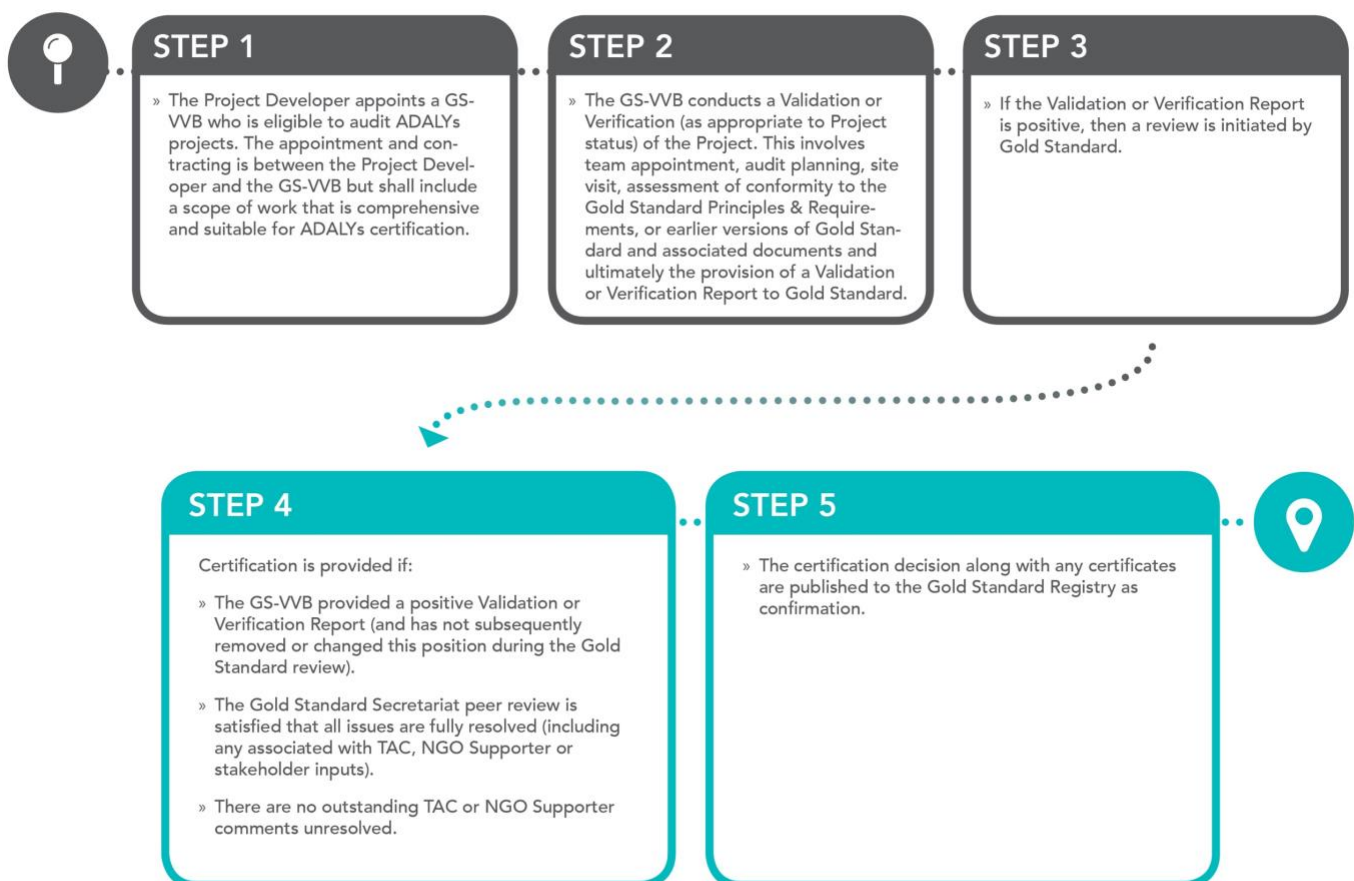 STEP 1
» The Project Developer appoints a GS-
VVB who is eligible to audit ADALYs
projects. The appointment and con-
tracting is between the Project Devel-
oper and the GS-VVB but shall include
a scope of work that is comprehensive
and suitable for ADALYs certification.
STEP 2
» The GS-VVB conducts a Validation or
Verification (as appropriate to Project
status) of the Project. This involves
team appointment, audit planning, site
visit, assessment of conformity to the
Gold Standard Principles & Require-
ments, or earlier versions of Gold Stan-
dard and associated documents and
ultimately the provision of a Validation
or Verification Report to Gold Standard.
STEP 3
» If the Validation or Verification Report
is positive, then a review is initiated by
Gold Standard.
STEP 4
Certification is provided if:
» The GS-VVB provided a positive Validation or
Verification Report (and has not subsequently
removed or changed this position during the Gold
Standard review).
» The Gold Standard Secretariat peer review is
satisfied that all issues are fully resolved (including
any associated with TAC, NGO Supporter or
stakeholder inputs).
» There are no outstanding TAC or NGO Supporter
comments unresolved.
STEP 5
» The certification decision along with any certificates
are published to the Gold Standard Registry as
confirmation.